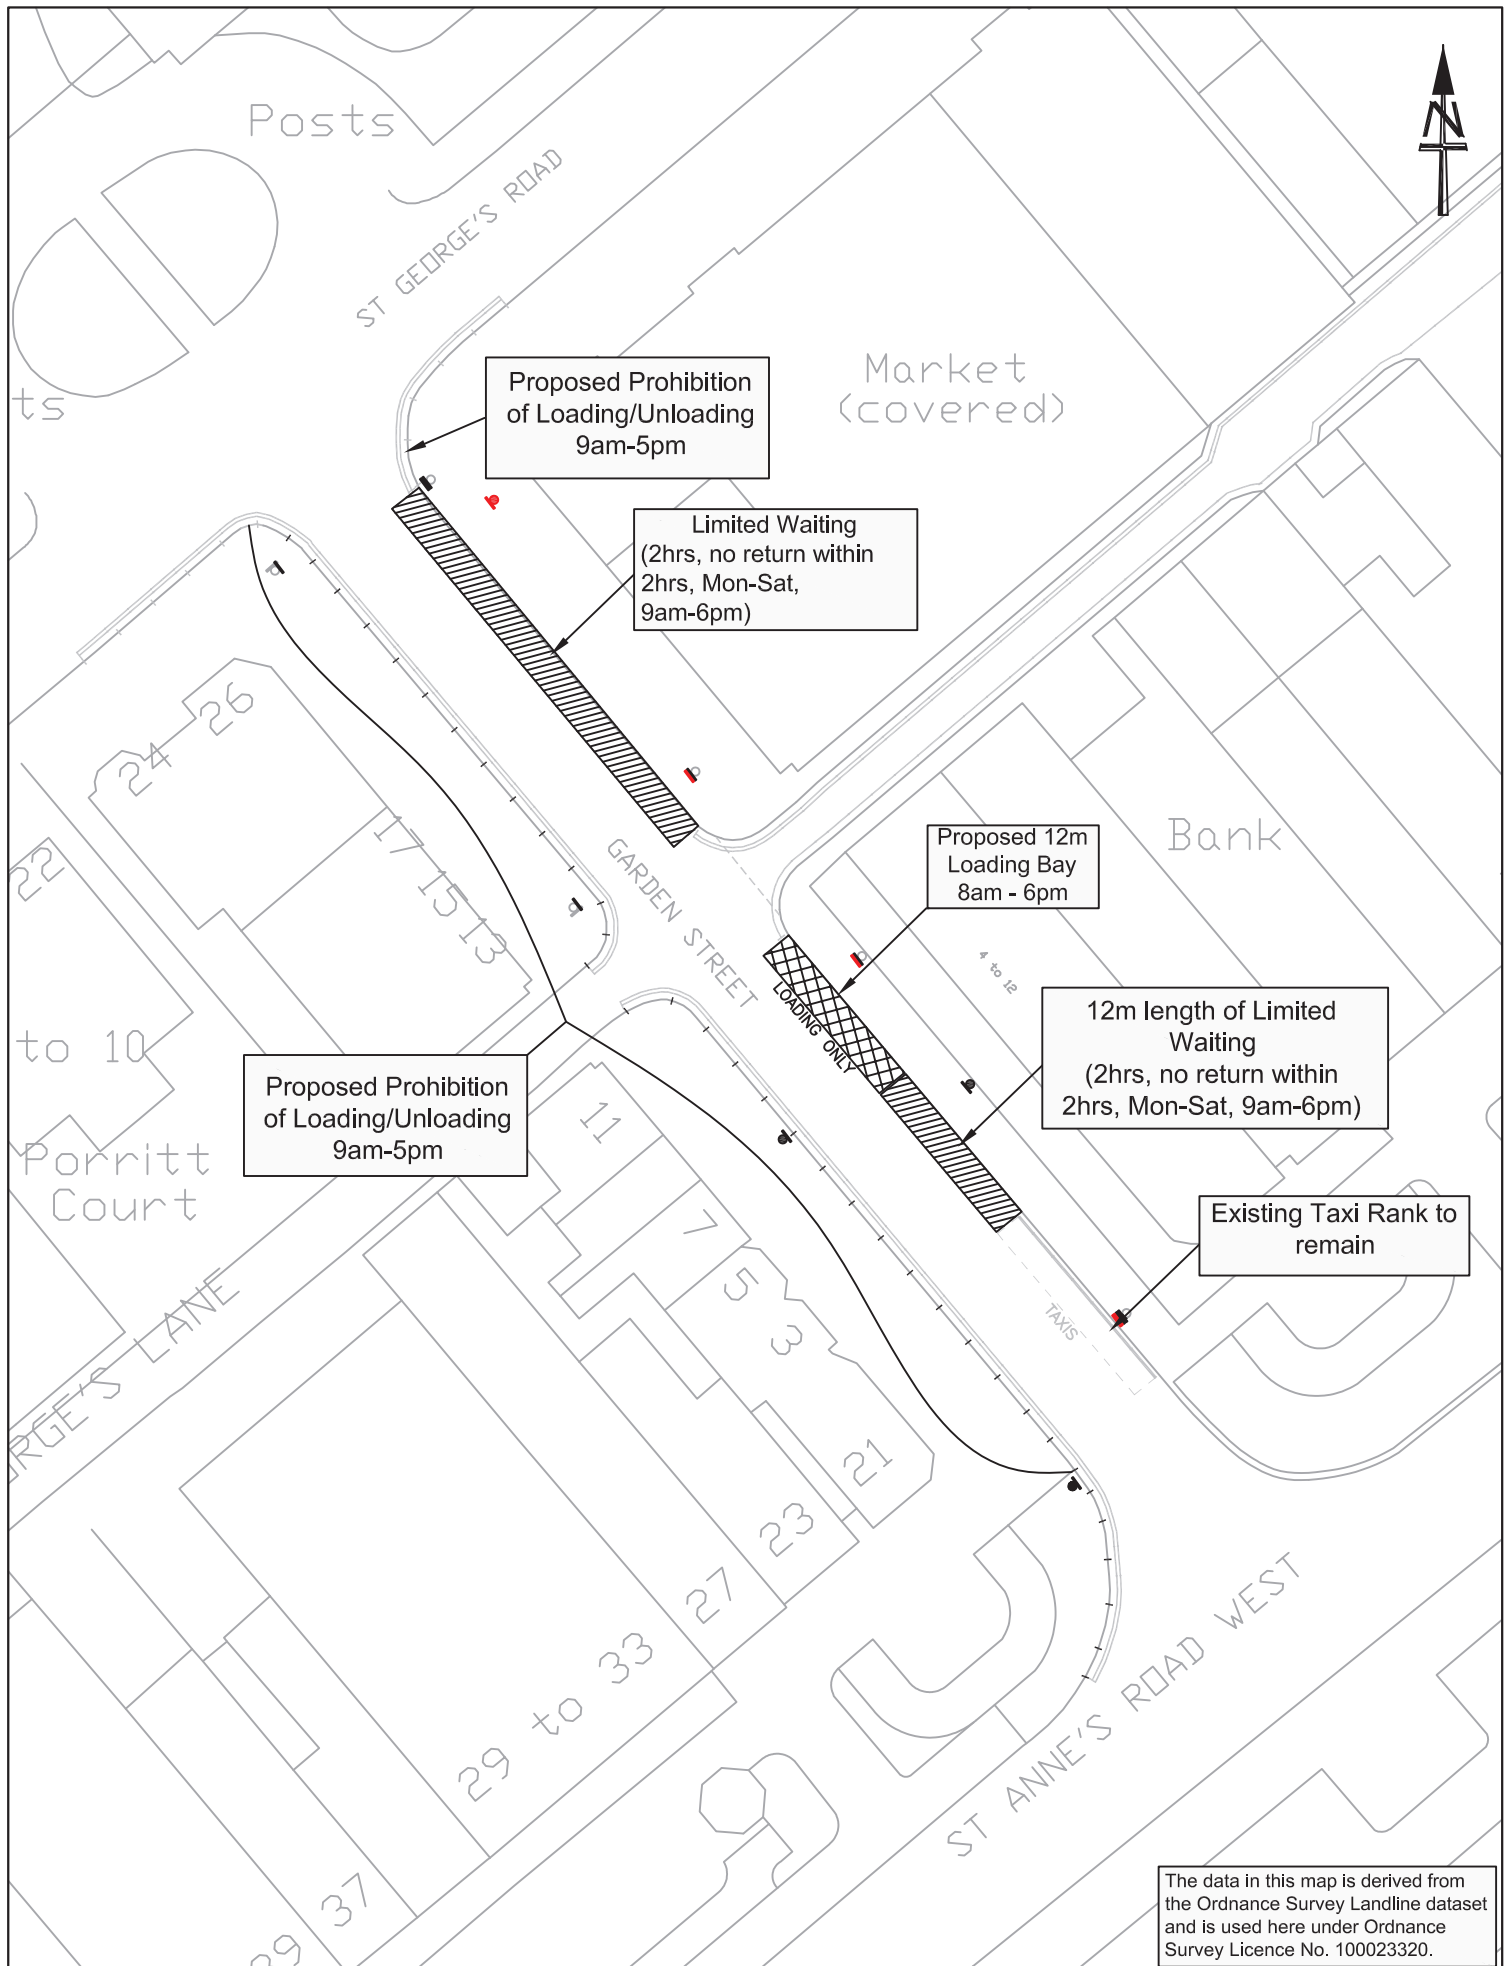 Posts
N
ST GEORGE'S ROAD
Proposed Prohibition
of Loading/Unloading
9am-5pm
Market
(covered)
ts
Limited Waiting
(2hrs, no return within
2hrs, Mon-Sat,
9am-6pm)
26
24
22
17
15
13
GARDEN STREET
Proposed 12m
Loading Bay
8am - 6pm
Bank
4 to 12
LOADING ONLY
12m length of Limited
Waiting
(2hrs, no return within
2hrs, Mon-Sat, 9am-6pm)
to 10
Proposed Prohibition
of Loading/Unloading
9am-5pm
Porritt
Court
11
7
5
3
Existing Taxi Rank to
remain
TAXIS
RGE'S LANE
21
23
27
29 to 33
37
39
ST ANNE'S ROAD WEST
The data in this map is derived from
the Ordnance Survey Landline dataset
and is used here under Ordnance
Survey Licence No. 100023320.